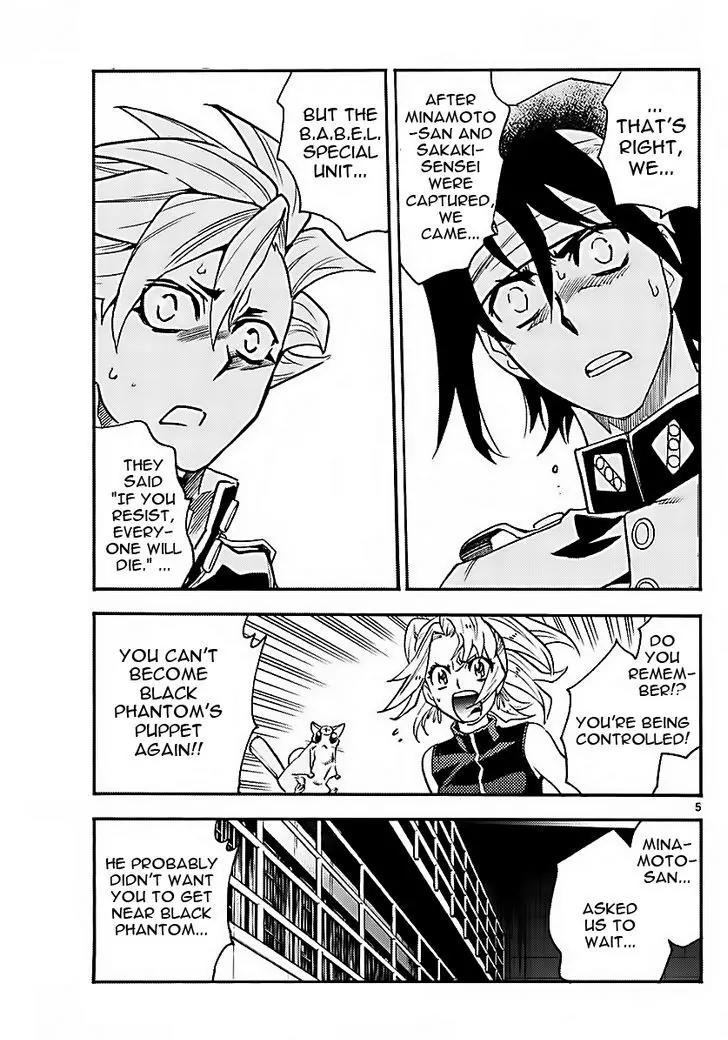 ...
THAT'S
RIGHT,
WE...
AFTER
MINAMOTO
-SAN AND
SAKAKI-
SENSEI
WERE
CAPTURED,
WE
CAME...
BUT THE
B.A.B.E.L.
SPECIAL
UNIT...
THEY
SAID
"IF YOU
RESIST,
EVERY-
ONE WILL
DIE." ...
DO
YOU
REMEM-
BER!?
YOU'RE BEING
CONTROLLED!
YOU CAN'T
BECOME
BLACK
PHANTOM'S
PUPPET
AGAIN!!
5
MINA-
MOTO-
SAN...
ASKED
US TO
WAIT...
HE PROBABLY
DIDN'T WANT
YOU TO GET
NEAR BLACK
PHANTOM...